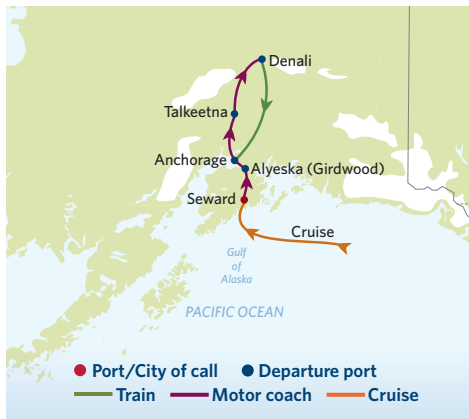 Denali
Talkeetna
Anchorage
Alyeska (Girdwood)
Seward
Cruise
Gulf
of
Alaska
PACIFIC OCEAN
Port/City of call
Departure port
Train
Motor coach
Cruise